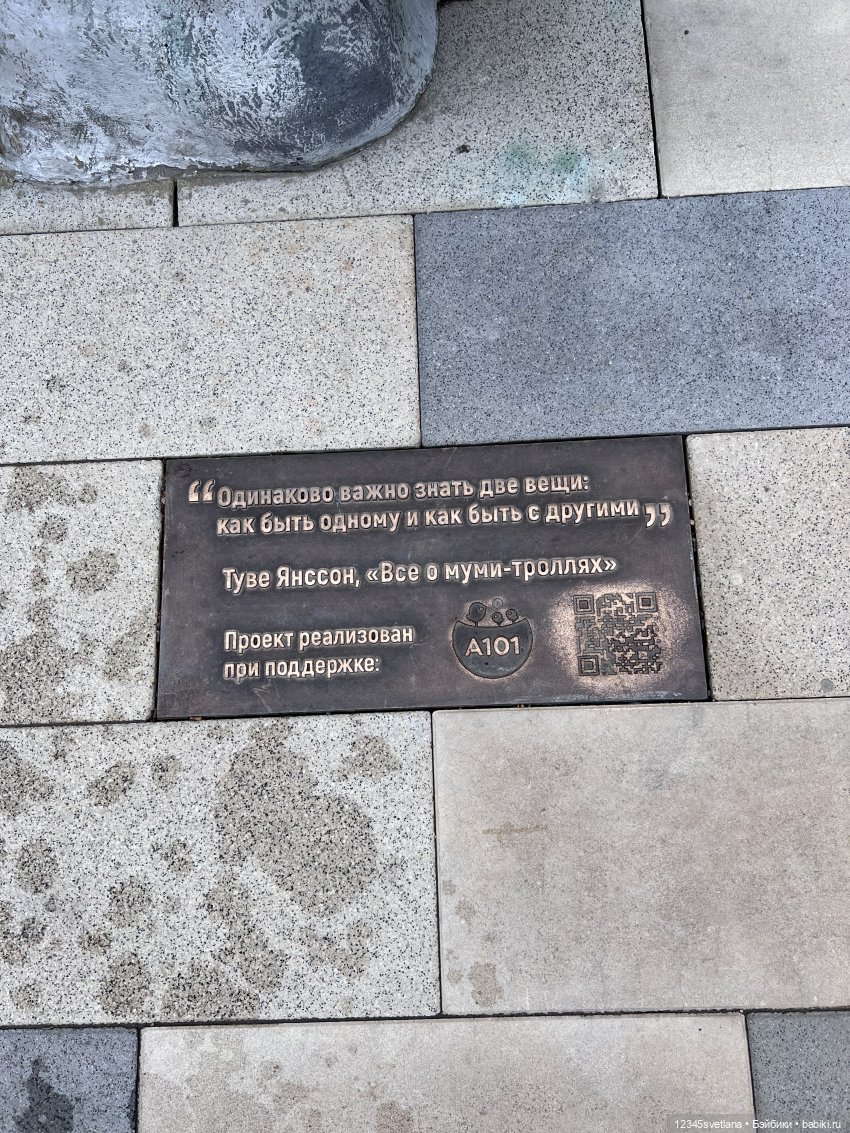 “Одинаково важно знать две вещи:
как быть одному и как быть с другими”
Туве Янссон, «Все о муми-троллях»
Проект реализован
при поддержке:
А101
12345svetlana • Бэйбики • babiki.ru